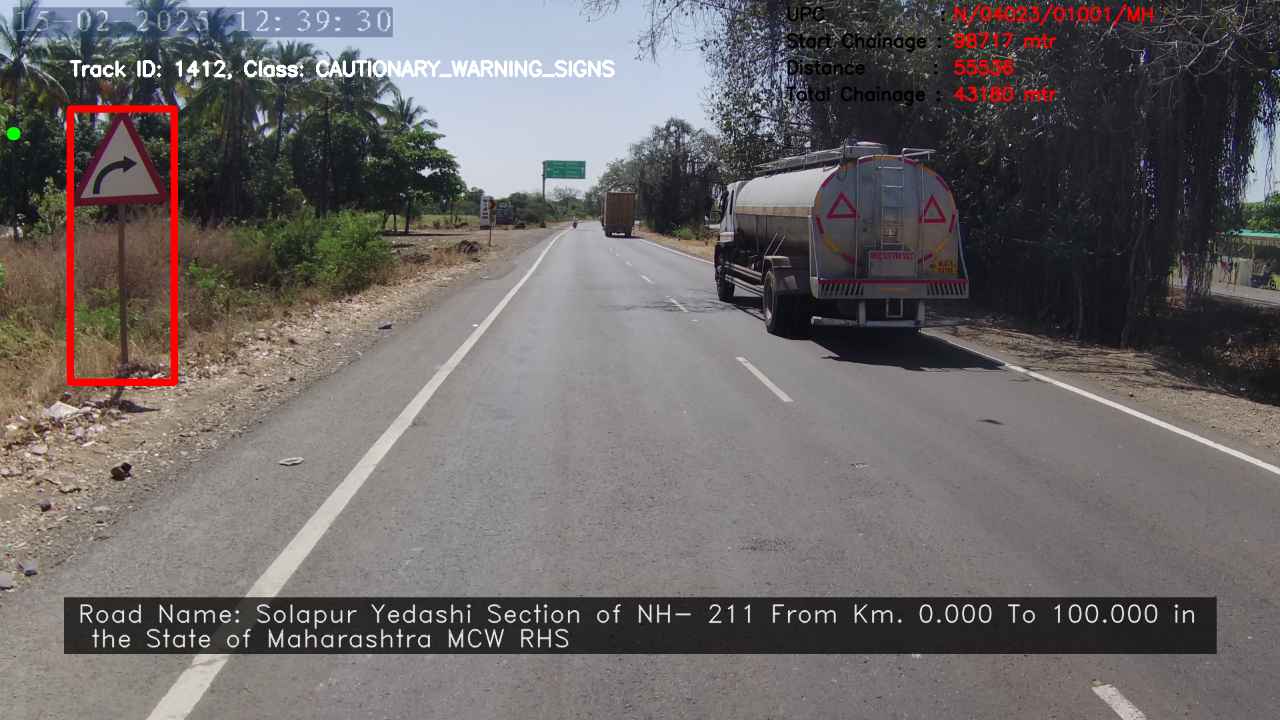 15-02-2025 12:39:30
UPC : N/04023/01001/MH
Start Chainage : 98717 mtr
Distance : 55536
Total Chainage : 43180 mtr
Track ID: 1412, Class: CAUTIONARY_WARNING_SIGNS
Road Name: Solapur Yedashi Section of NH- 211 From Km. 0.000 To 100.000 in
the State of Maharashtra MCW RHS